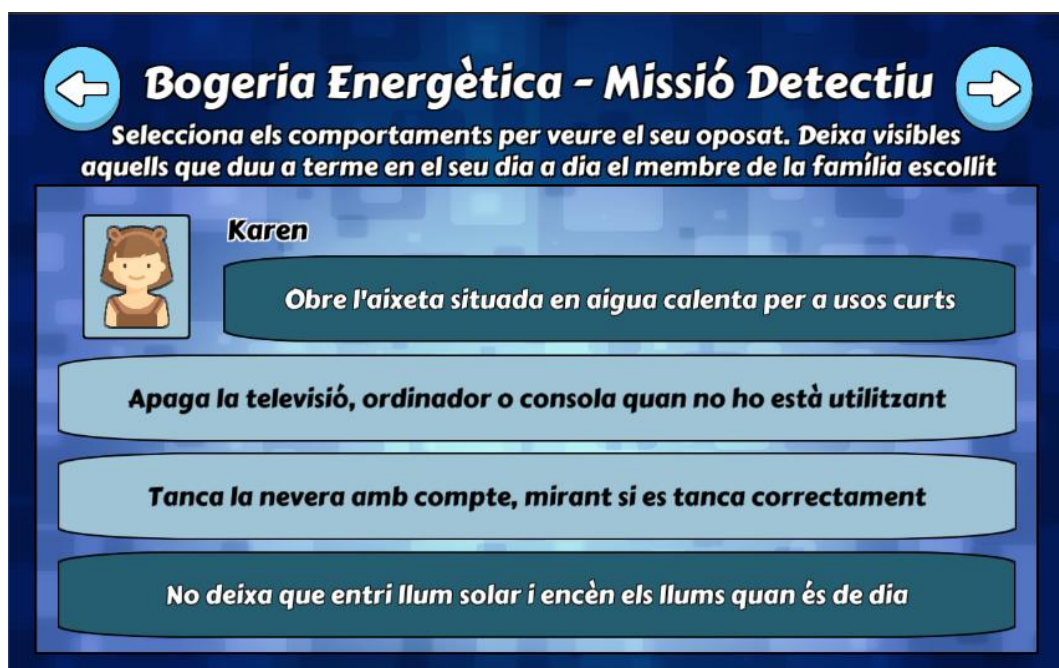 Bogeria Energètica - Missió Detectiu
Selecciona els comportaments per veure el seu oposat. Deixa visibles
aquells que duu a terme en el seu dia a dia el membre de la família escollit
Karen
Obre l'aixeta situada en aigua calenta per a usos curts
Apaga la televisió, ordinador o consola quan no ho està utilitzant
Tanca la nevera amb compte, mirant si es tanca correctament
No deixa que entri llum solar i encèn els llums quan és de dia